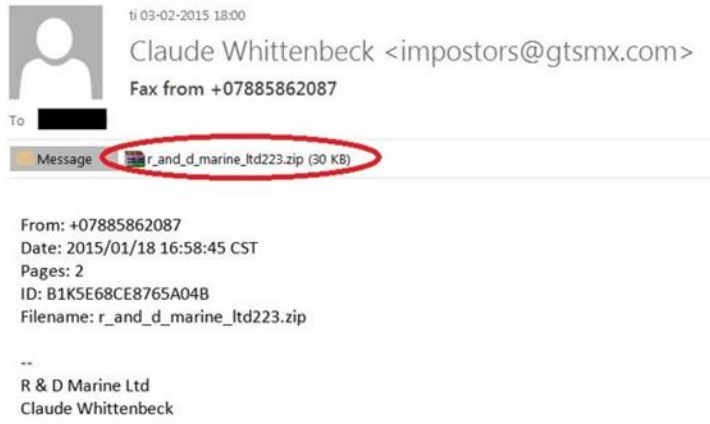 ti 03-02-2015 18:00
Claude Whittenbeck <impostors@gtsmx.com>
Fax from +07885862087
To
Message r_and_d_marine_ltd223.zip (30 KB)
From: +07885862087
Date: 2015/01/18 16:58:45 CST
Pages: 2
ID: B1K5E68CE8765A04B
Filename: r_and_d_marine_ltd223.zip
--
R & D Marine Ltd
Claude Whittenbeck